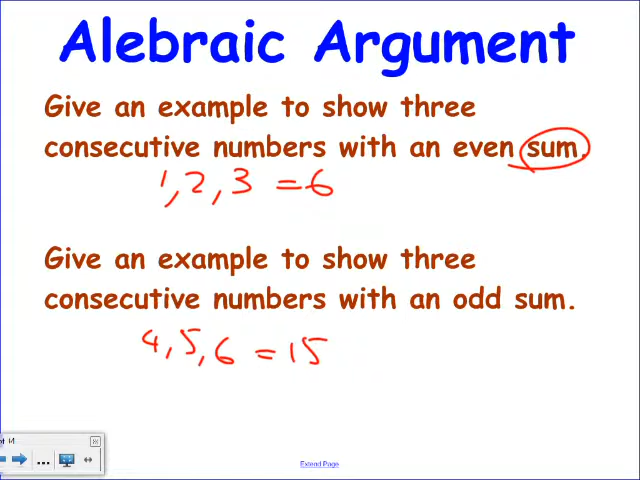 Alebraic Argument
Give an example to show three
consecutive numbers with an even sum.
1, 2, 3 = 6
Give an example to show three
consecutive numbers with an odd sum.
4, 5, 6 = 15
Extend Page